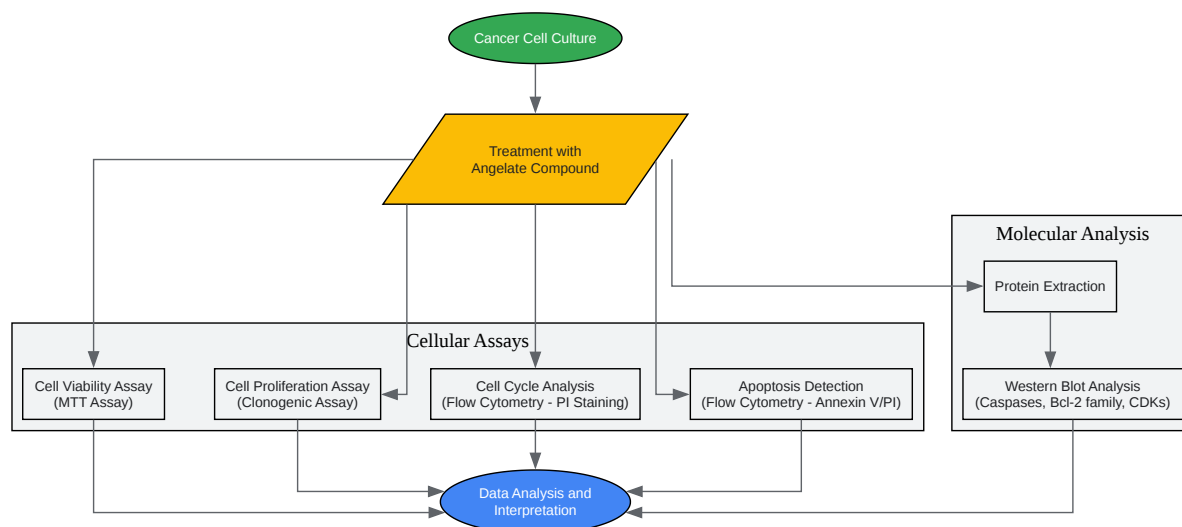 Cancer Cell Culture
Treatment with
Angelate Compound
Molecular Analysis
Protein Extraction
Cellular Assays
Cell Viability Assay
(MTT Assay)
Cell Proliferation Assay
(Clonogenic Assay)
Cell Cycle Analysis
(Flow Cytometry - PI Staining)
Apoptosis Detection
(Flow Cytometry - Annexin V/PI)
Western Blot Analysis
(Caspases, Bcl-2 family, CDKs)
Data Analysis and
Interpretation